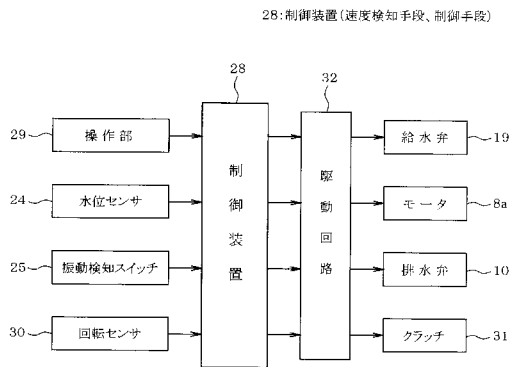 28:制御装置(速度検知手段、制御手段)
28
32
29
操作部
給水弁
19
24
水位センサ
制御装置
駆動回路
モータ
8a
25
振動検知スイッチ
排水弁
10
30
回転センサ
クラッチ
31